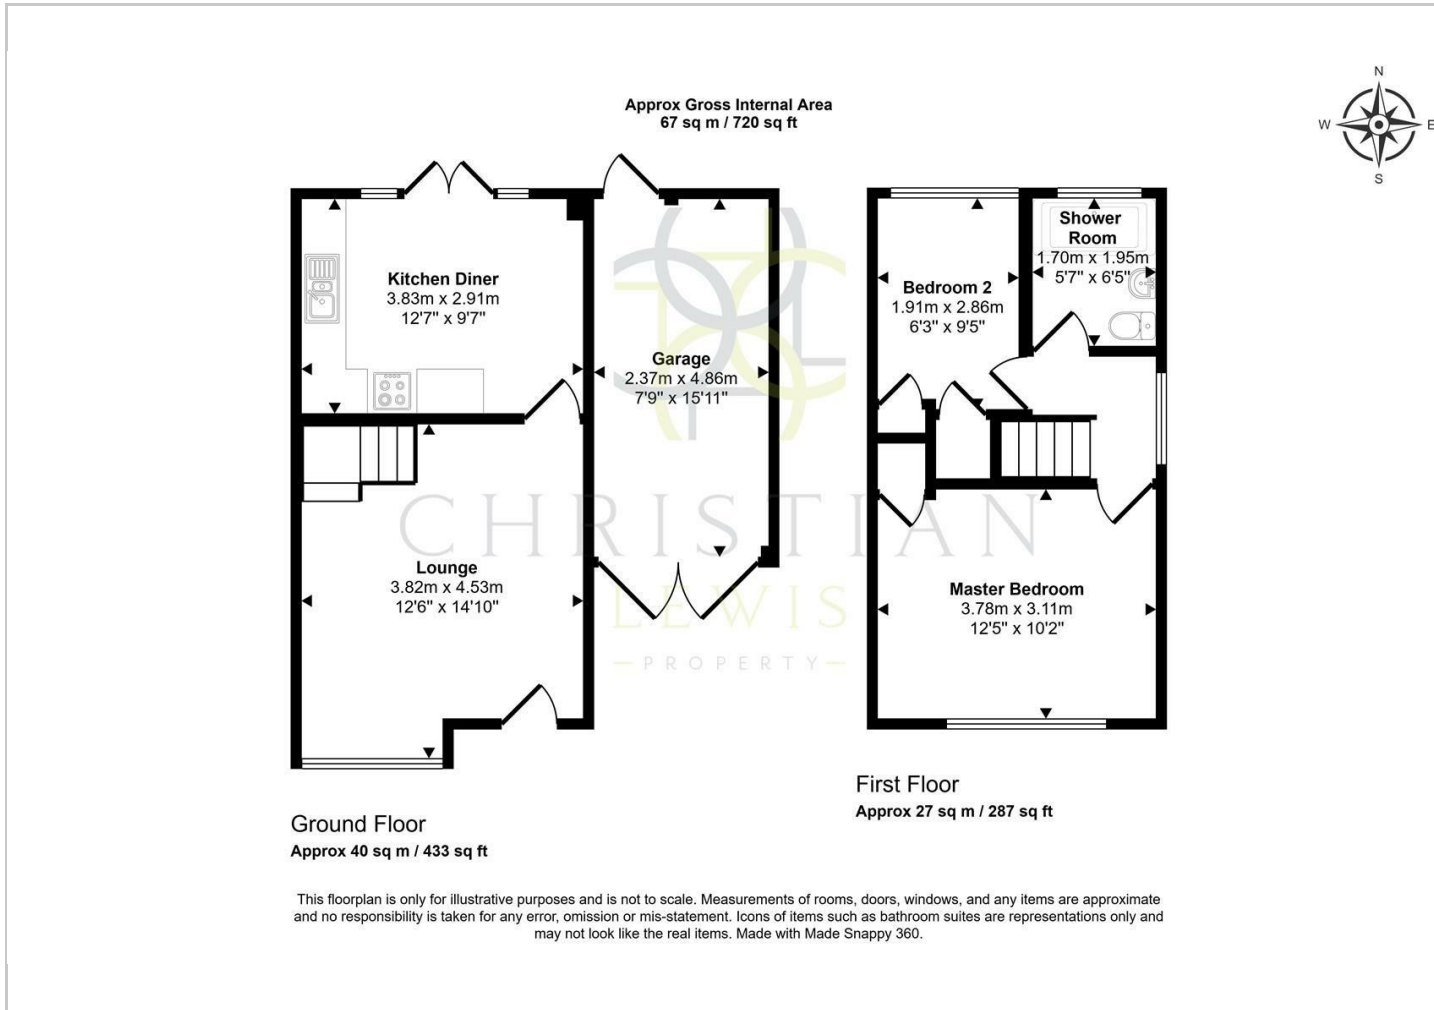 Approx Gross Internal Area
67 sq m / 720 sq ft
N
W
E
S
Kitchen Diner
3.83m x 2.91m
12'7" x 9'7"
Garage
2.37m x 4.86m
7'9" x 15'11"
Lounge
3.82m x 4.53m
12'6" x 14'10"
Bedroom 2
1.91m x 2.86m
6'3" x 9'5"
Shower
Room
1.70m x 1.95m
5'7" x 6'5"
Master Bedroom
3.78m x 3.11m
12'5" x 10'2"
CHRISTIAN
LEWIS
PROPERTY
Ground Floor
Approx 40 sq m / 433 sq ft
First Floor
Approx 27 sq m / 287 sq ft
This floorplan is only for illustrative purposes and is not to scale. Measurements of rooms, doors, windows, and any items are approximate
and no responsibility is taken for any error, omission or mis-statement. Icons of items such as bathroom suites are representations only and
may not look like the real items. Made with Made Snappy 360.